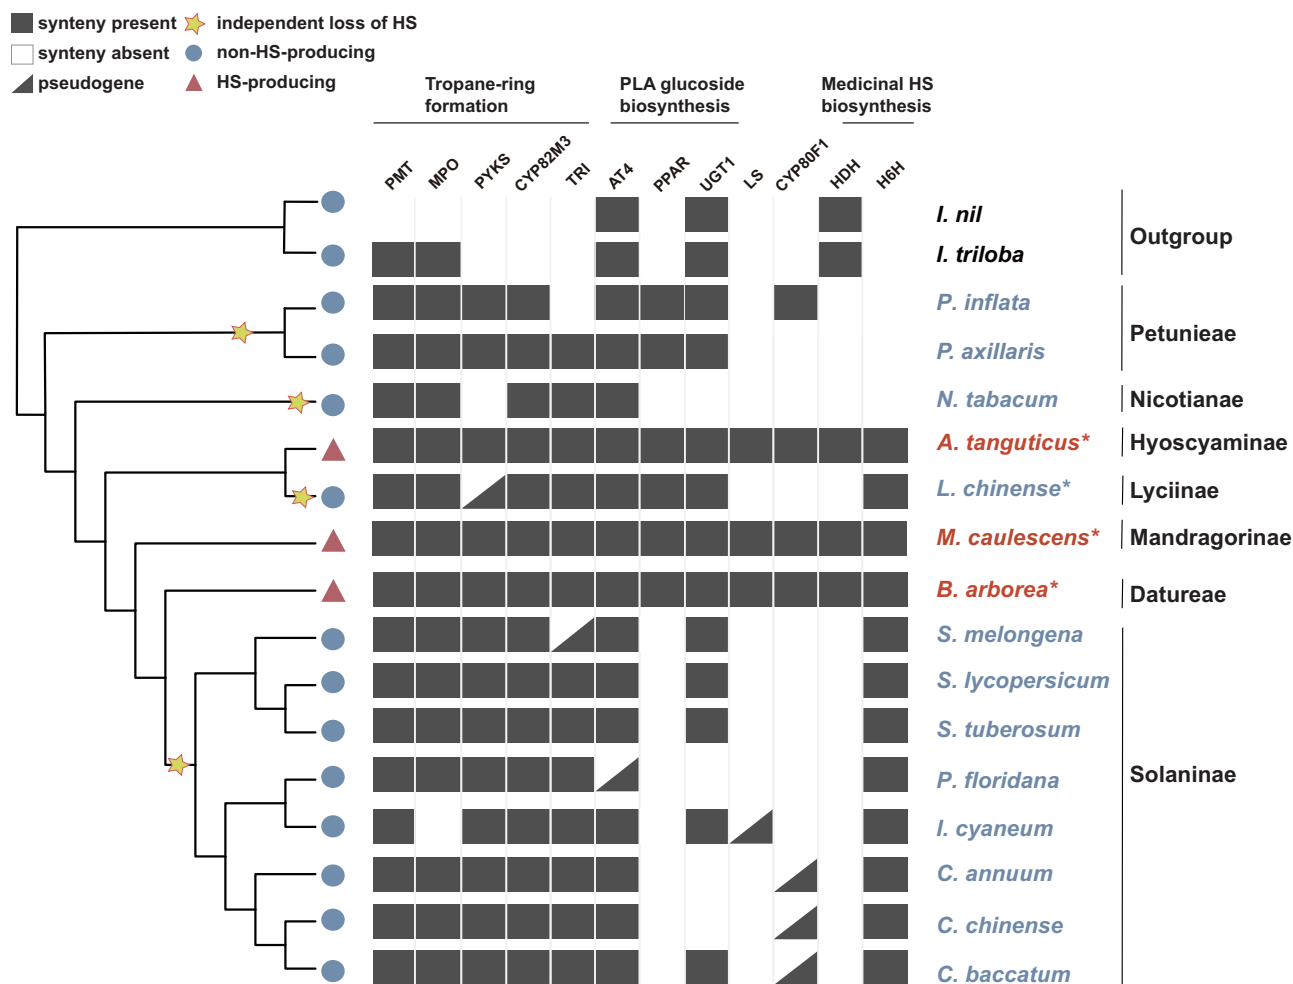 synteny present
independent loss of HS
synteny absent
non-HS-producing
pseudogene
HS-producing
Tropane-ring
formation
PLA glucoside
biosynthesis
Medicinal HS
biosynthesis
PMT
MPO
PYKS
CYP82M3
TRI
AT4
PPAR
UGT1
LS
CYP80F1
HDH
H6H
I. nil
I. triloba
Outgroup
P. inflata
P. axillaris
Petunieae
N. tabacum
Nicotianae
A. tanguticus*
Hyoscyaminae
L. chinense*
Lyciinae
M. caulescens*
Mandragorinae
B. arborea*
Datureae
S. melongena
S. lycopersicum
S. tuberosum
P. floridana
Solaninae
I. cyaneum
C. annuum
C. chinense
C. baccatum